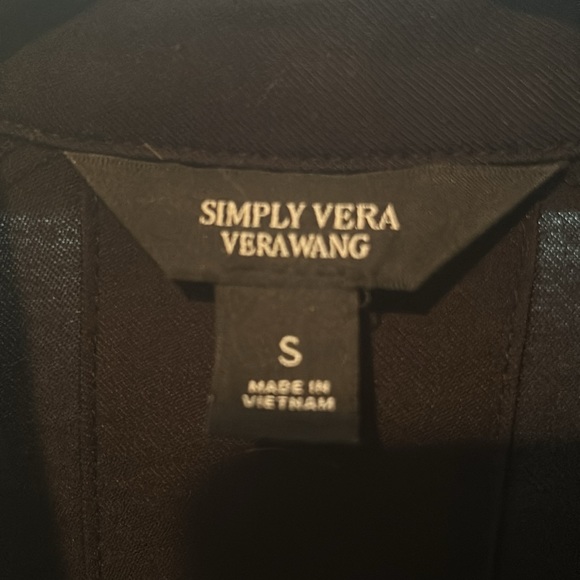 SIMPLY VERA
VERAWANG
S
MADE IN
VIETNAM